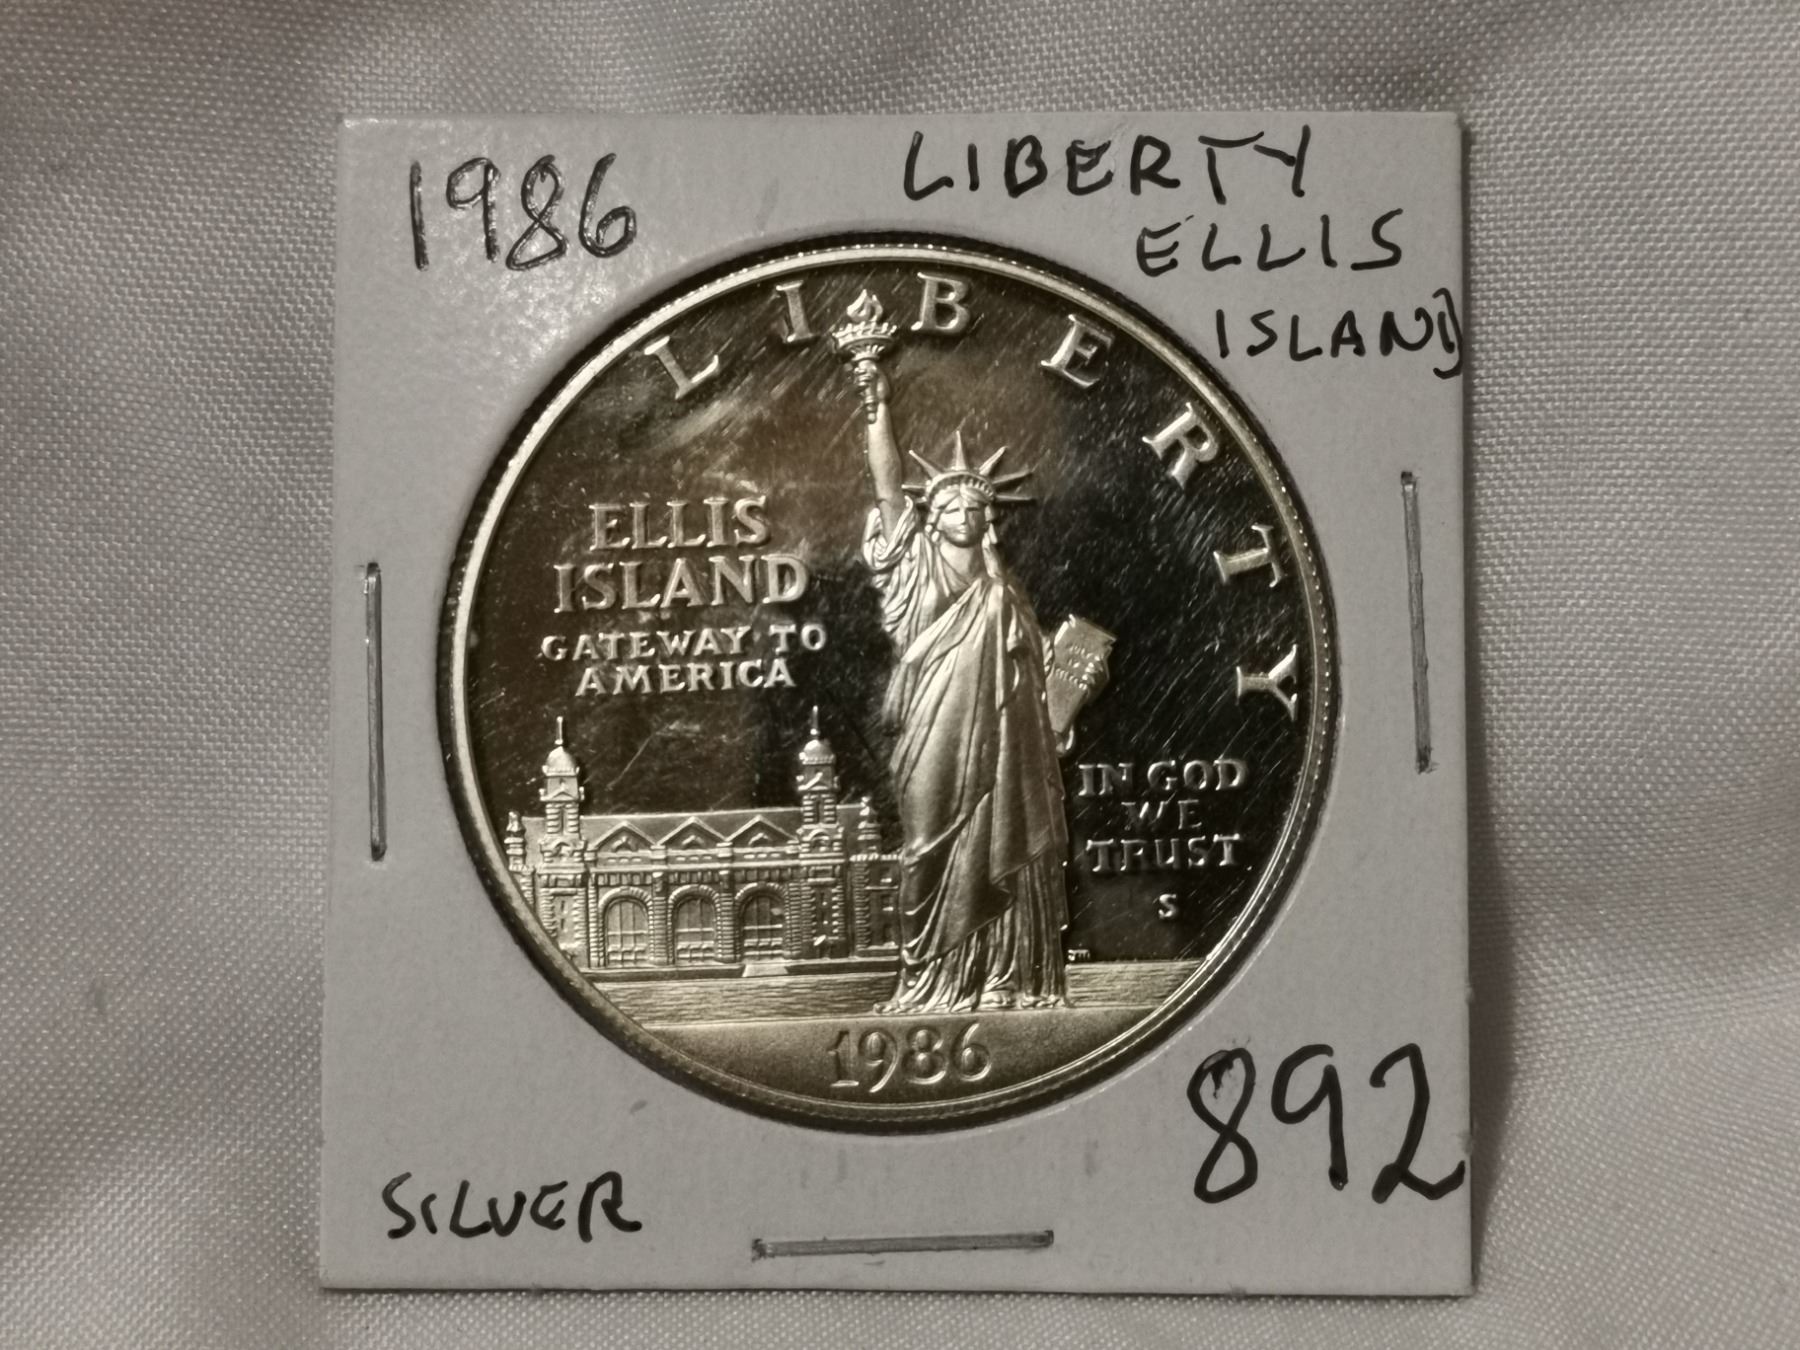 1986
LIBERTY
ELLIS
ISLAND
LIBERTY
ELLIS
ISLAND
GATEWAY TO
AMERICA
IN GOD
WE
TRUST
S
1986
SILVER
892